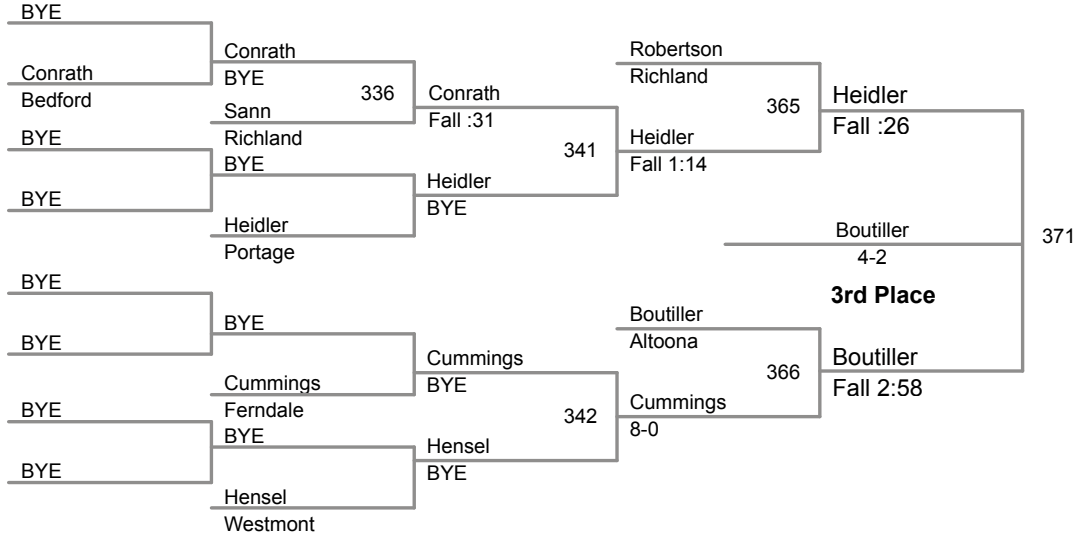 BYE
Conrath
Bedford
BYE
BYE
BYE
BYE
BYE
BYE
Conrath
BYE
Sann
Richland
BYE
Heidler
Portage
BYE
Cummings
Ferndale
BYE
Hensel
Westmont
336
Conrath
Fall :31
Heidler
BYE
Cummings
BYE
Hensel
BYE
341
342
Robertson
Richland
Heidler
Fall 1:14
Boutiller
Altoona
Cummings
8-0
365
366
Heidler
Fall :26
Boutiller
4-2
3rd Place
Boutiller
Fall 2:58
371